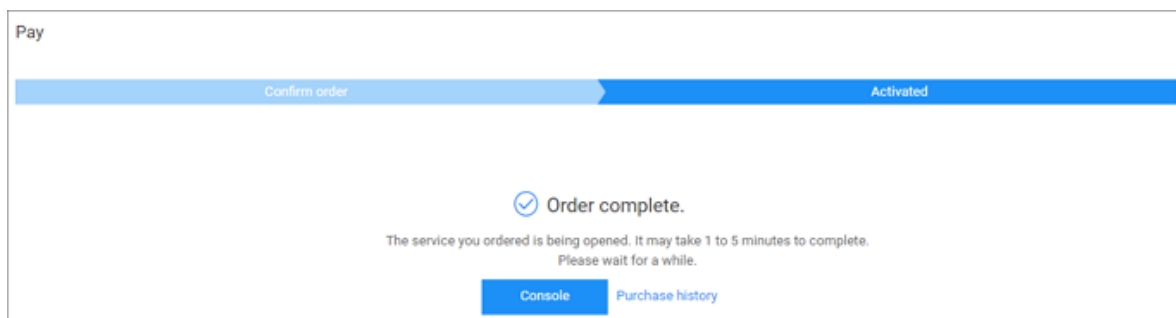 Pay
Confirm order
Activated
Order complete.
The service you ordered is being opened. It may take 1 to 5 minutes to complete.
Please wait for a while.
Console
Purchase history